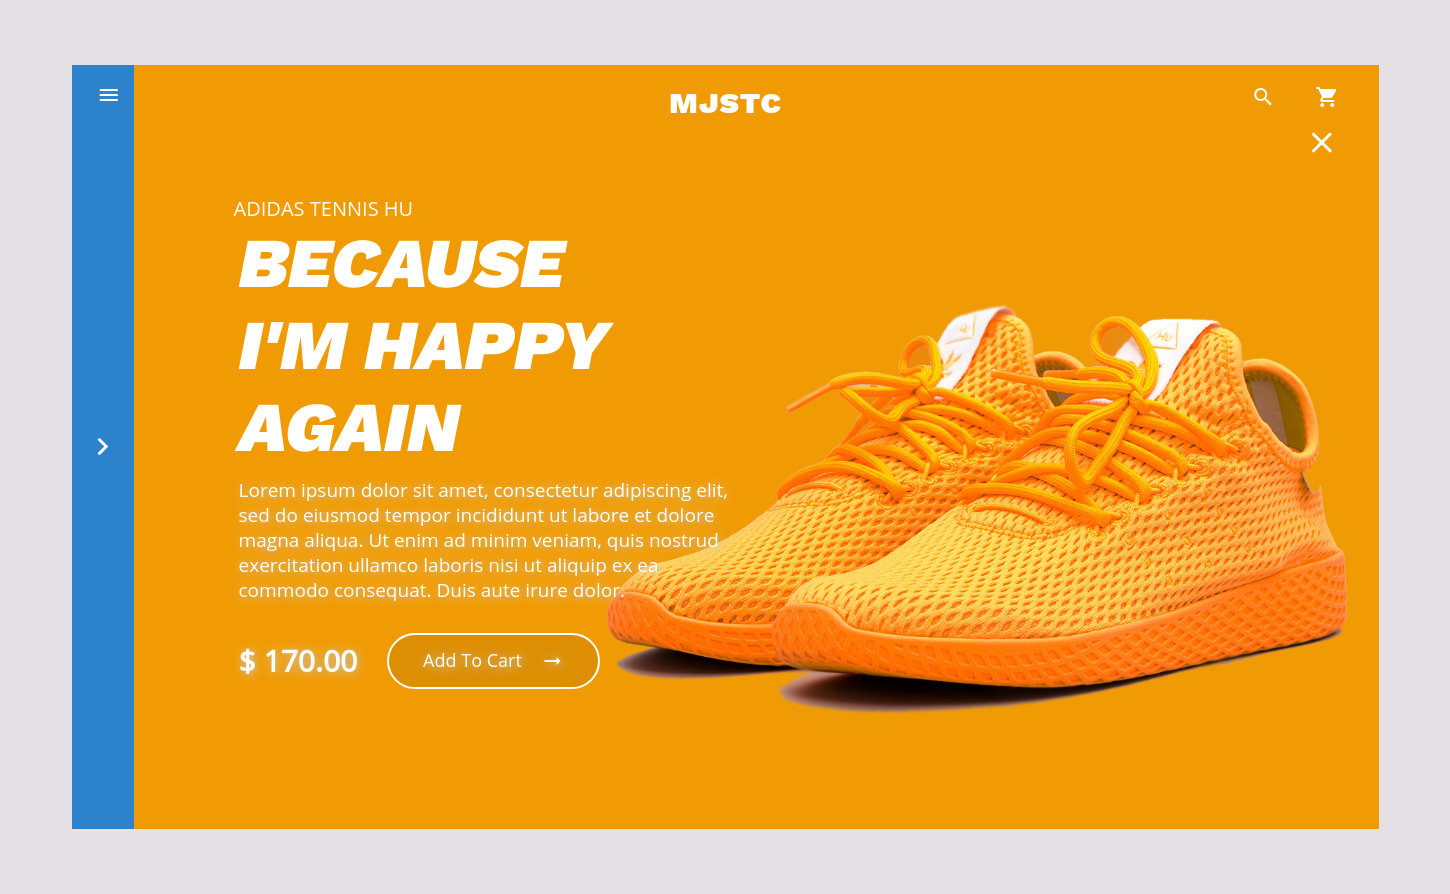 MJSTC
ADIDAS TENNIS HU
BECAUSE
I'M HAPPY
AGAIN
Lorem ipsum dolor sit amet, consectetur adipiscing elit,
sed do eiusmod tempor incididunt ut labore et dolore
magna aliqua. Ut enim ad minim veniam, quis nostrud
exercitation ullamco laboris nisi ut aliquip ex ea
commodo consequat. Duis aute irure dolor.
$ 170.00
Add To Cart
HU
HU